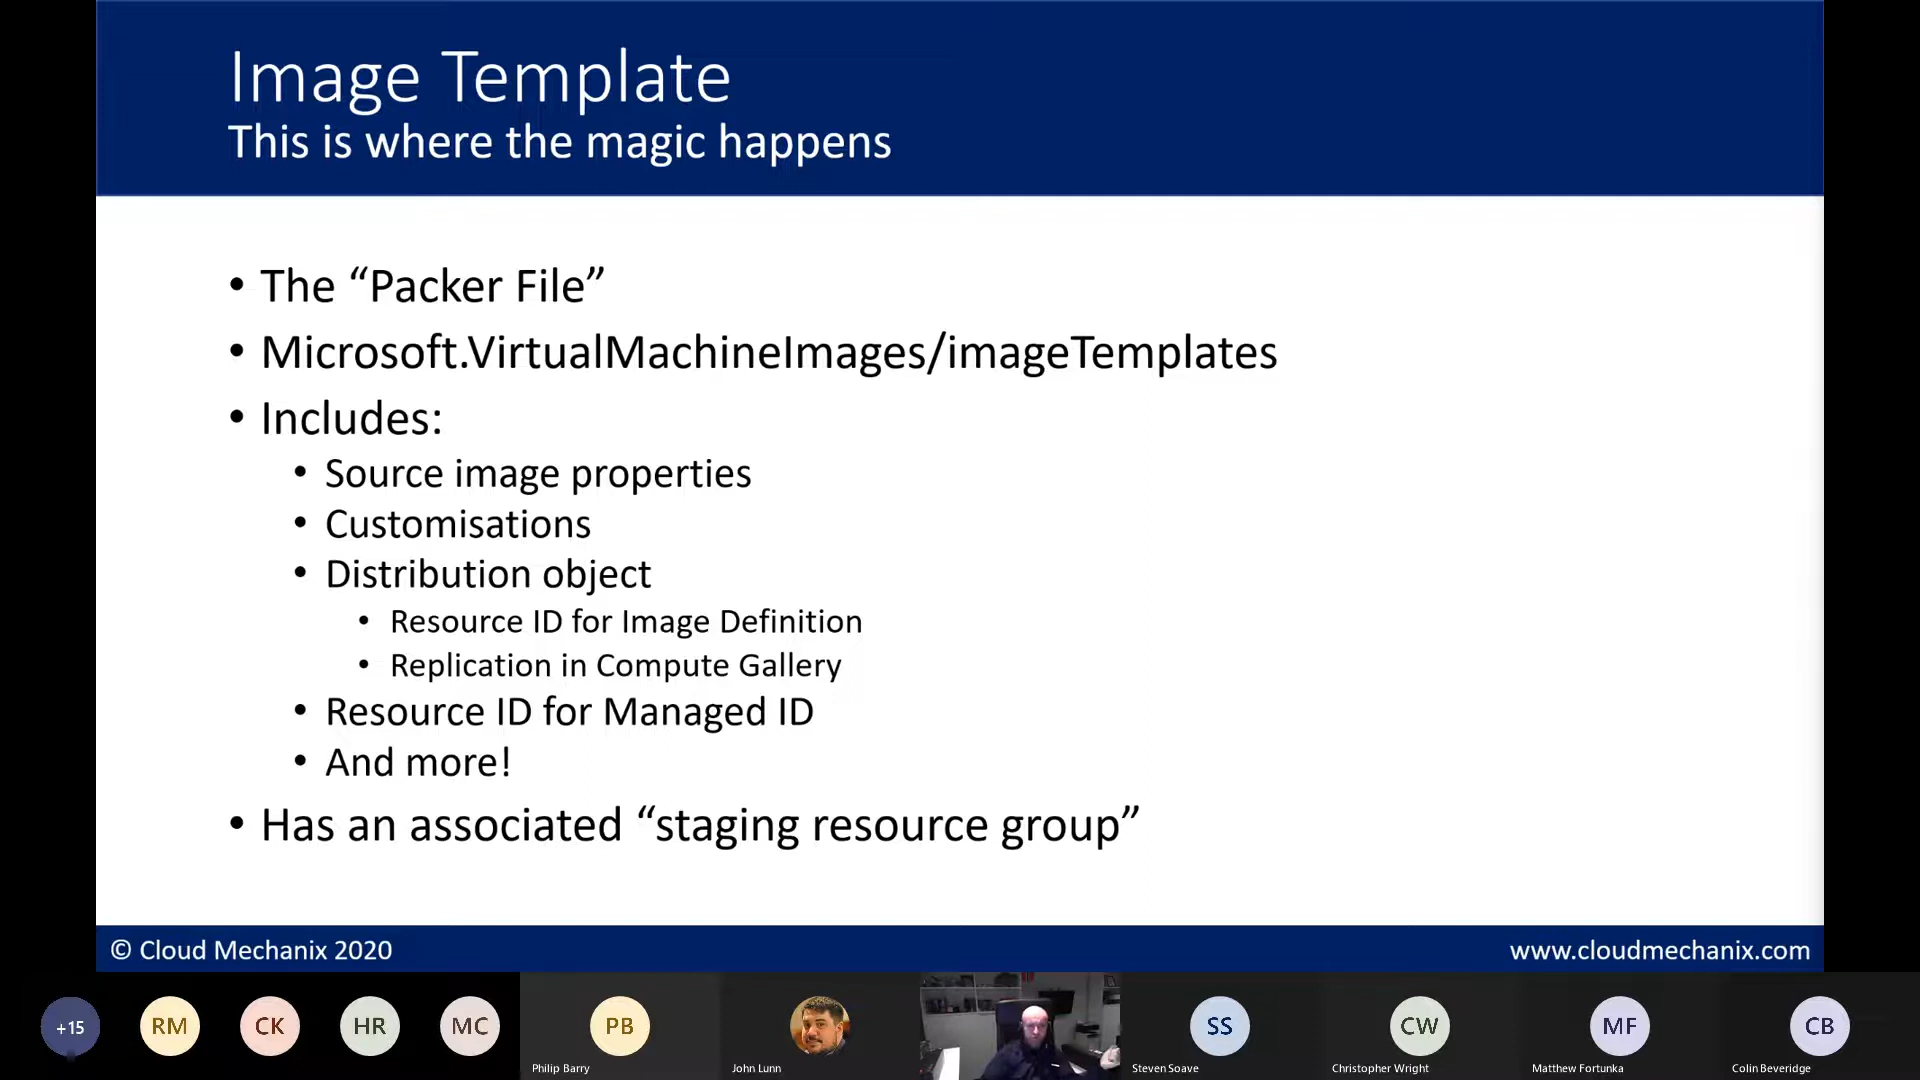 Image Template
This is where the magic happens
• The “Packer File”
• Microsoft.VirtualMachineImages/imageTemplates
• Includes:
• Source image properties
• Customisations
• Distribution object
• Resource ID for Image Definition
• Replication in Compute Gallery
• Resource ID for Managed ID
• And more!
• Has an associated “staging resource group”
© Cloud Mechanix 2020
www.cloudmechanix.com
+15
RM
CK
HR
MC
PB
Philip Barry
John Lunn
SS
Steven Soave
CW
Christopher Wright
MF
Matthew Fortunka
CB
Colin Beveridge